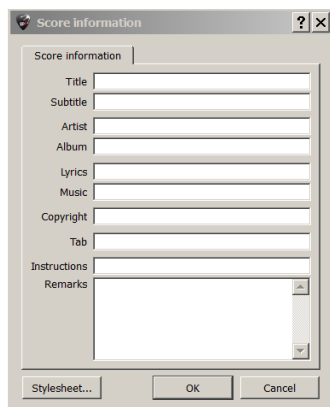 Score information
Score information
Title
Subtitle
Artist
Album
Lyrics
Music
Copyright
Tab
Instructions
Remarks
Stylesheet... OK Cancel